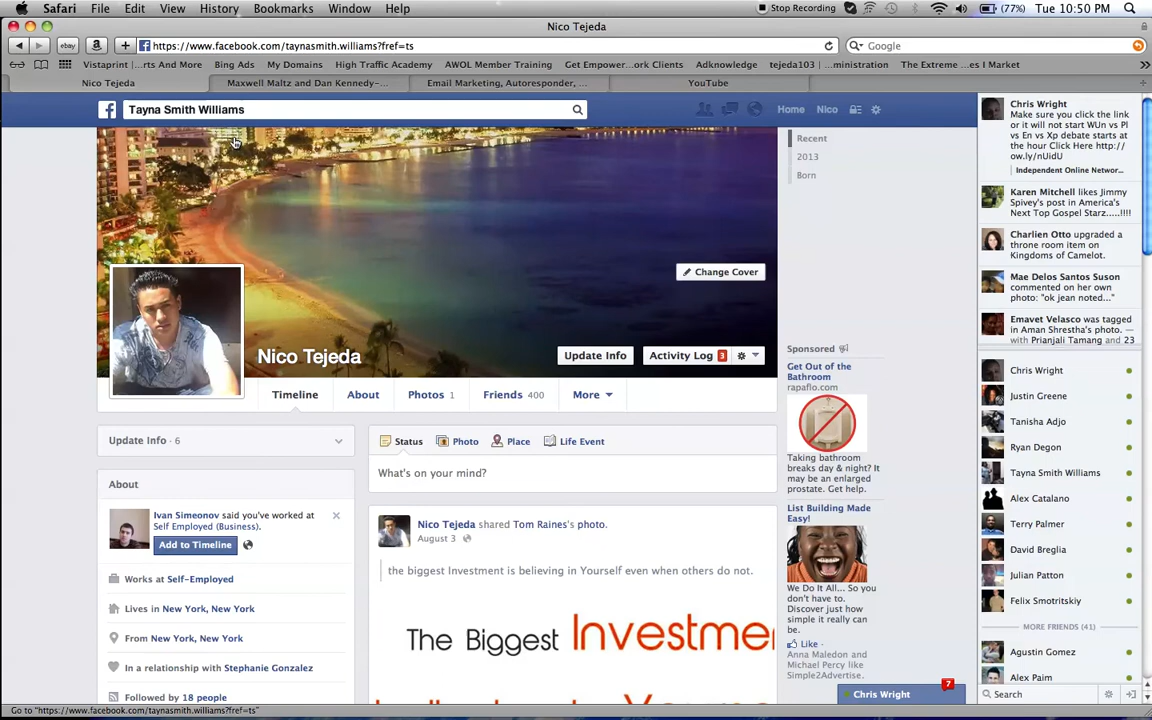 Safari File Edit View History Bookmarks Window Help Stop Recording (77%) Tue 10:50 PM
Nico Tejeda
ebay a + https://www.facebook.com/taynasmith.williams?fref=ts Google
Vistaprint |...rts And More Bing Ads My Domains High Traffic Academy AWOL Member Training Get Empower...ork Clients Adknowledge tejeda103 |...ministration The Extreme ...es | Market
Nico Tejeda Maxwell Maltz and Dan Kennedy-... Email Marketing, Autoresponder, ... YouTube
f Tayna Smith Williams Home Nico
Recent
2013
Born
Change Cover
Nico Tejeda
Update Info Activity Log 3
Timeline About Photos 1 Friends 400 More
Update Info · 6
About
Ivan Simeonov said you've worked at
Self Employed (Business).
Add to Timeline
Works at Self-Employed
Lives in New York, New York
From New York, New York
In a relationship with Stephanie Gonzalez
Followed by 18 people
Status Photo Place Life Event
What's on your mind?
Nico Tejeda shared Tom Raines's photo.
August 3
the biggest Investment is believing in Yourself even when others do not.
The Biggest Investme
Sponsored
Get Out of the
Bathroom
rapaflo.com
Taking bathroom
breaks day & night? It
may be an enlarged
prostate. Get help.
List Building Made
Easy!
We Do It All... So you
don't have to.
Discover just how
simple it really can
be.
Like ·
Anna Maledon and
Michael Percy like
Simple2Advertise.
Chris Wright
Make sure you click the link
or it will not start WUn vs Pl
vs En vs Xp debate starts
at the hour Click Here http://
ow.ly/nUidU
Independent Online Networ...
Karen Mitchell likes Jimmy
Spivey's post in America's
Next Top Gospel Starz.....!!!!
Charlien Otto upgraded a
throne room item on
Kingdoms of Camelot.
Mae Delos Santos Suson
commented on her own
photo: "ok jean noted..."
Emavet Velasco was tagged
in Aman Shrestha's photo. —
with Prianjali Tamang and 23
Chris Wright
Justin Greene
Tanisha Adjo
Ryan Degon
Tayna Smith Williams
Alex Catalano
Terry Palmer
David Breglia
Julian Patton
Felix Smotritskiy
MORE FRIENDS (41)
Agustin Gomez
Alex Paim
Search
Chris Wright 7
Go to "https://www.facebook.com/taynasmith.williams?fref=ts"